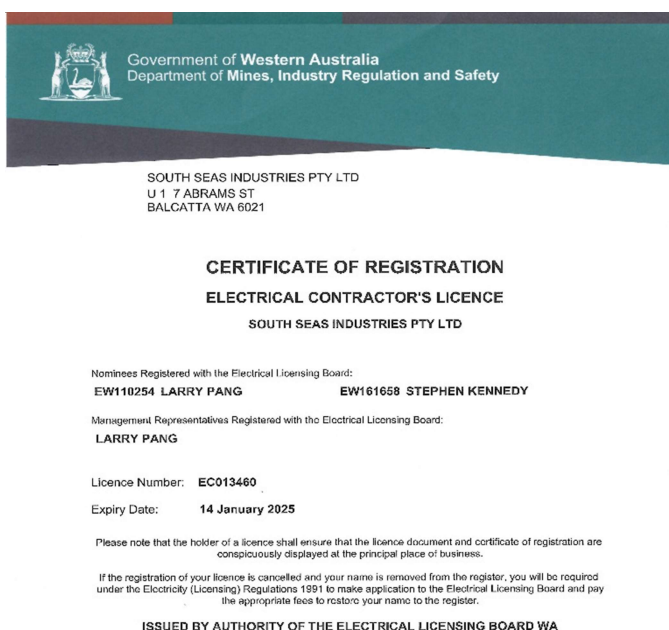 Government of Western Australia
Department of Mines, Industry Regulation and Safety
SOUTH SEAS INDUSTRIES PTY LTD
U 1 7 ABRAMS ST
BALCATTA WA 6021
CERTIFICATE OF REGISTRATION
ELECTRICAL CONTRACTOR'S LICENCE
SOUTH SEAS INDUSTRIES PTY LTD
Nominees Registered with the Electrical Licensing Board:
EW110254 LARRY PANG EW161658 STEPHEN KENNEDY
Management Representatives Registered with the Electrical Licensing Board:
LARRY PANG
Licence Number: EC013460
Expiry Date: 14 January 2025
Please note that the holder of a licence shall ensure that the licence document and certificate of registration are
conspicuously displayed at the principal place of business.
If the registration of your licence is cancelled and your name is removed from the register, you will be required
under the Electricity (Licensing) Regulations 1991 to make application to the Electrical Licensing Board and pay
the appropriate fees to restore your name to the register.
ISSUED BY AUTHORITY OF THE ELECTRICAL LICENSING BOARD WA